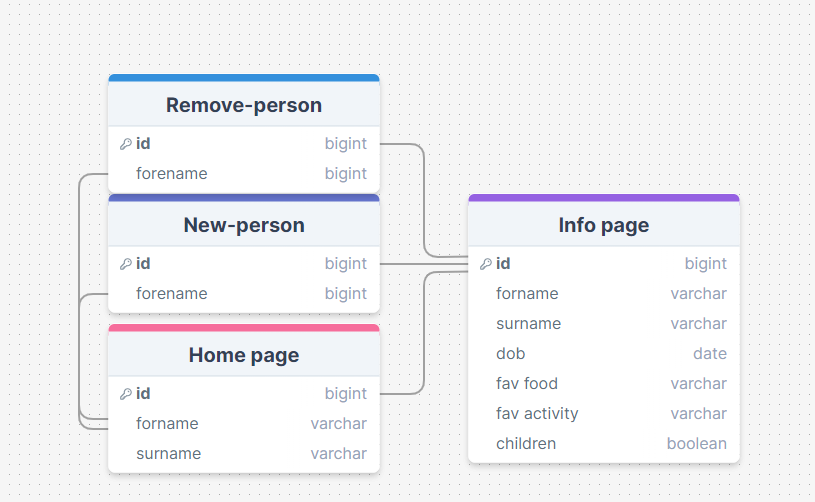 Remove-person
id bigint
forename bigint
New-person
id bigint
forename bigint
Home page
id bigint
forname varchar
surname varchar
Info page
id bigint
forname varchar
surname varchar
dob date
fav food varchar
fav activity varchar
children boolean